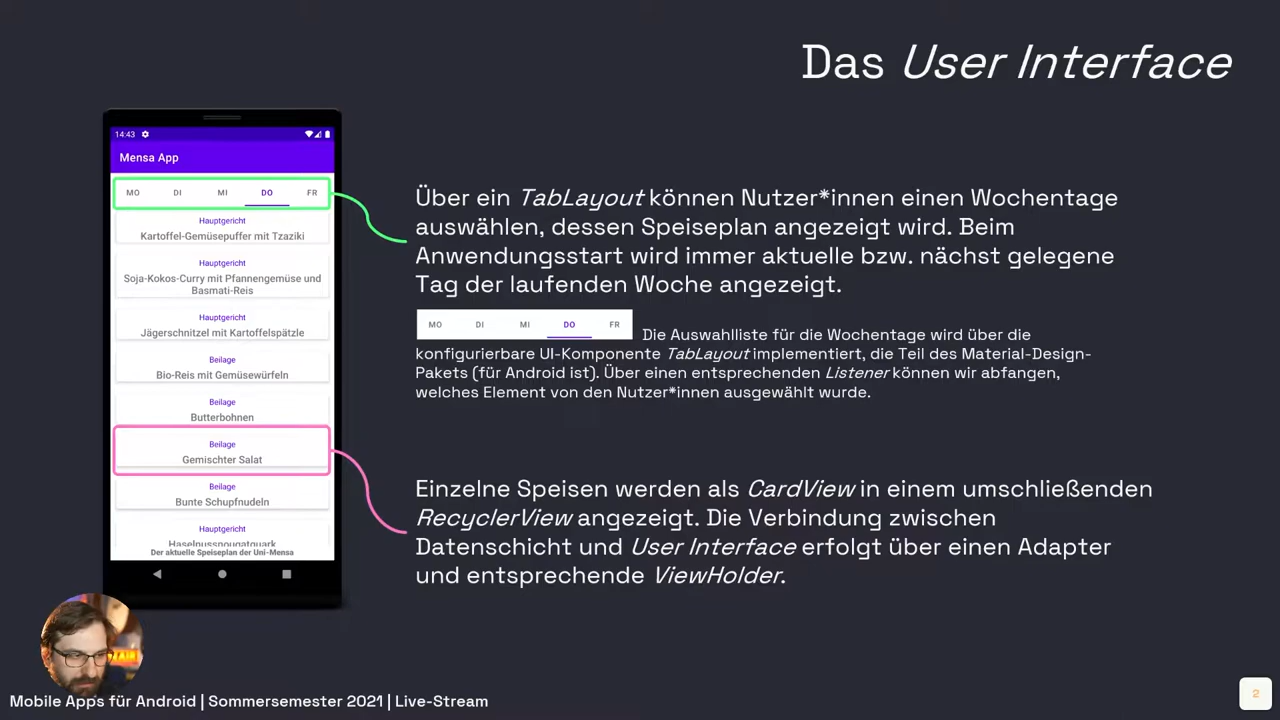 Das User Interface
14:43
Mensa App
MO DI MI DO FR
Hauptgericht
Kartoffel-Gemüsepuffer mit Tzaziki
Hauptgericht
Soja-Kokos-Curry mit Pfannengemüse und
Basmati-Reis
Hauptgericht
Jägerschnitzel mit Kartoffelspätzle
Beilage
Bio-Reis mit Gemüsewürfeln
Beilage
Butterbohnen
Beilage
Gemischter Salat
Beilage
Bunte Schupfnudeln
Hauptgericht
Haselnussnougatquark
Der aktuelle Speiseplan der Uni-Mensa
Über ein TabLayout können Nutzer*innen einen Wochentage
auswählen, dessen Speiseplan angezeigt wird. Beim
Anwendungsstart wird immer aktuelle bzw. nächst gelegene
Tag der laufenden Woche angezeigt.
MO DI MI DO FR
Die Auswahlliste für die Wochentage wird über die
konfigurierbare UI-Komponente TabLayout implementiert, die Teil des Material-Design-
Pakets (für Android ist). Über einen entsprechenden Listener können wir abfangen,
welches Element von den Nutzer*innen ausgewählt wurde.
Einzelne Speisen werden als CardView in einem umschließenden
RecyclerView angezeigt. Die Verbindung zwischen
Datenschicht und User Interface erfolgt über einen Adapter
und entsprechende ViewHolder.
Mobile Apps für Android | Sommersemester 2021 | Live-Stream
2